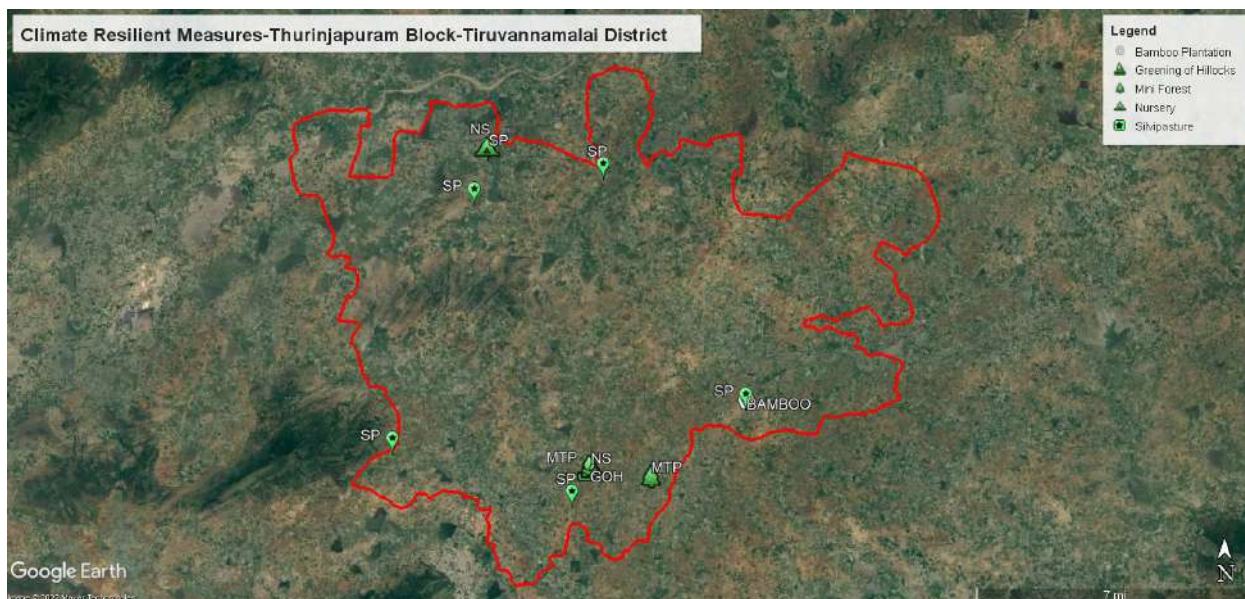 Climate Resilient Measures-Thurinjapuram Block-Tiruvannamalai District
Legend
Bamboo Plantation
Greening of Hillocks
Mini Forest
Nursery
Silvipasture
NS
SP
SP
SP
SP
BAMBOO
SP
MTP
NS
GOH
SP
MTP
Google Earth
N
7 mi